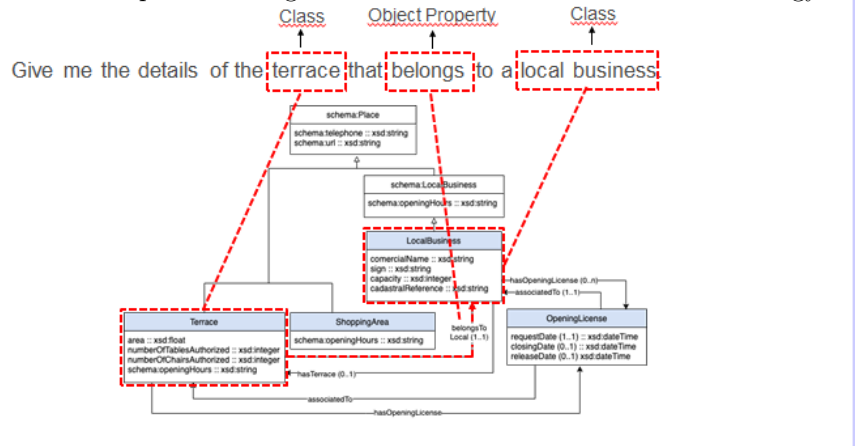 Class
Object Property
Class
Give me the details of the terrace that belongs to a local business
schema:Place
schema:telephone :: xsd:string
schema:url :: xsd:string
schema:LocalBusiness
schema:openingHours :: xsd:string
LocalBusiness
comercialName :: xsd:string
sign :: xsd:string
capacity :: xsd:integer
cadastralReference :: xsd:string
hasOpeningLicense (0..n)
associatedTo (1..1)
Terrace
area :: xsd:float
numberOfTablesAuthorized :: xsd:integer
numberOfChairsAuthorized :: xsd:integer
schema:openingHours :: xsd:string
ShoppingArea
schema:openingHours :: xsd:string
belongsTo
Local (1..1)
OpeningLicense
requestDate (1..1) :: xsd:dateTime
closingDate (0..1) :: xsd:dateTime
releaseDate (0..1) xsd:dateTime
hasTerrace (0..1)
associatedTo
hasOpeningLicense